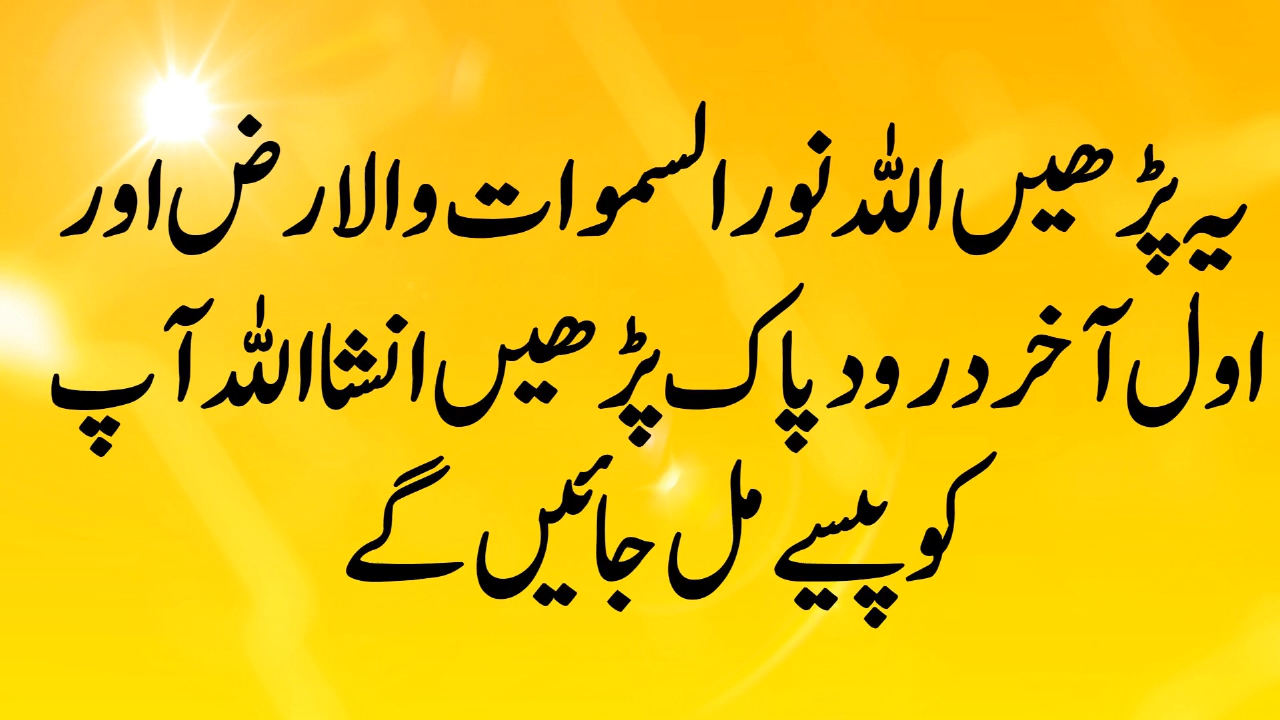 یہ پڑھیں اللہ نور السموات والارض اور
اول آخر درود پاک پڑھیں انشااللہ آپ
کو پیسے مل جائیں گے